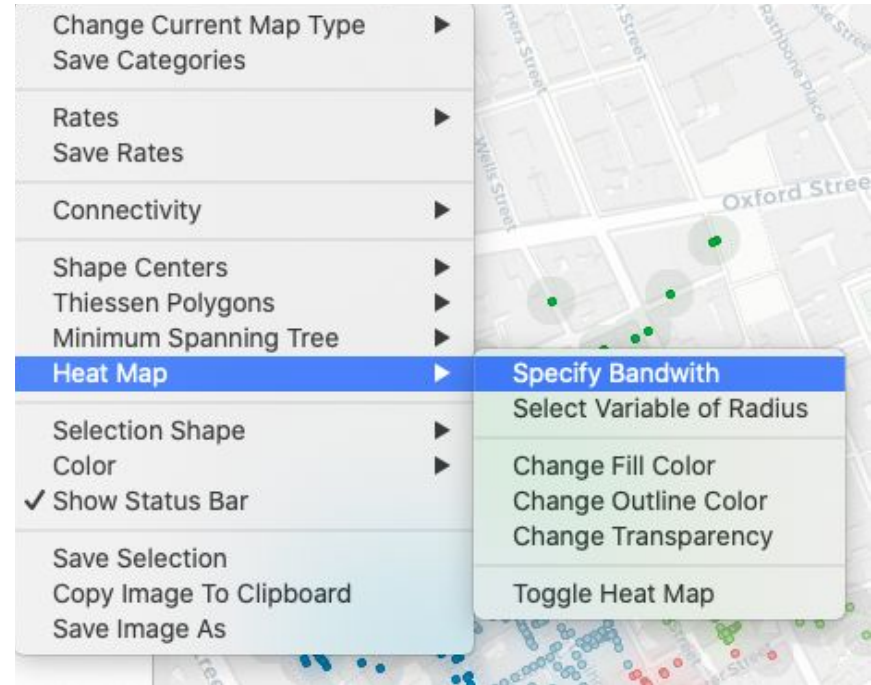 Change Current Map Type
Save Categories
Rates
Save Rates
Connectivity
Shape Centers
Thiessen Polygons
Minimum Spanning Tree
Heat Map
Selection Shape
Color
✓ Show Status Bar
Save Selection
Copy Image To Clipboard
Save Image As
Specify Bandwith
Select Variable of Radius
Change Fill Color
Change Outline Color
Change Transparency
Toggle Heat Map
Street
Rathbone Place
Wells Street
Oxford Stree